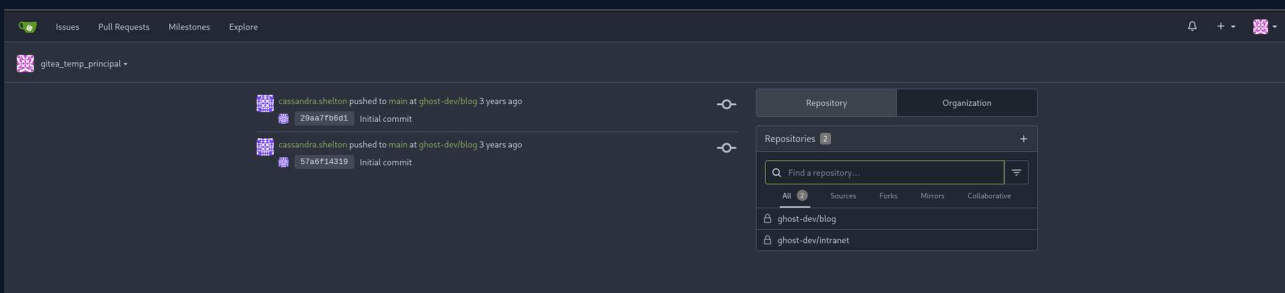 Issues Pull Requests Milestones Explore
gitea_temp_principal
cassandra.shelton pushed to main at ghost-dev/blog 3 years ago
29aa7fb6d1 Initial commit
cassandra.shelton pushed to main at ghost-dev/blog 3 years ago
57a6f14319 Initial commit
Repository Organization
Repositories 2
Find a repository...
All 2 Sources Forks Mirrors Collaborative
ghost-dev/blog
ghost-dev/intranet